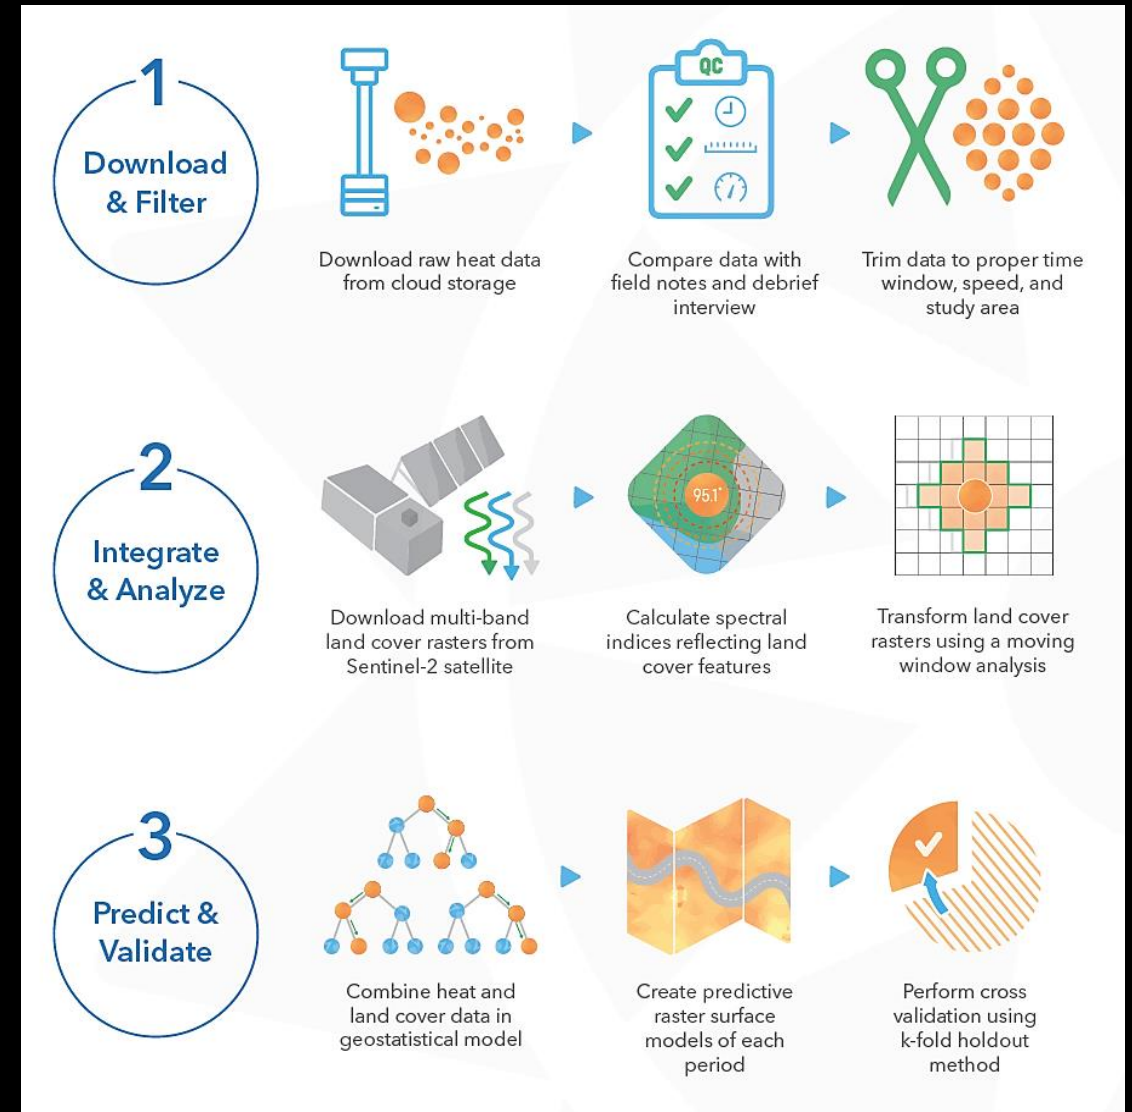 1
Download
& Filter
Download raw heat data
from cloud storage
QC
Compare data with
field notes and debrief
interview
Trim data to proper time
window, speed, and
study area
2
Integrate
& Analyze
Download multi-band
land cover rasters from
Sentinel-2 satellite
95.1°
Calculate spectral
indices reflecting land
cover features
Transform land cover
rasters using a moving
window analysis
3
Predict &
Validate
Combine heat and
land cover data in
geostatistical model
Create predictive
raster surface
models of each
period
Perform cross
validation using
k-fold holdout
method